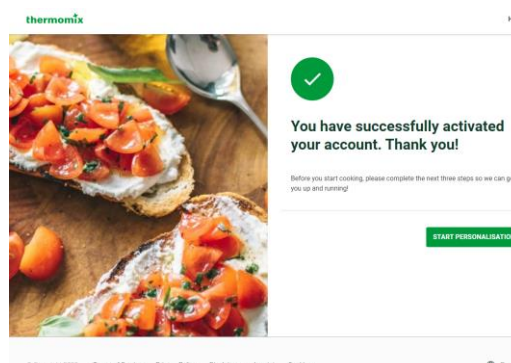 thermomix
You have successfully activated
your account. Thank you!
Before you start cooking, please complete the next three steps so we can g
you up and running!
START PERSONALISATIO